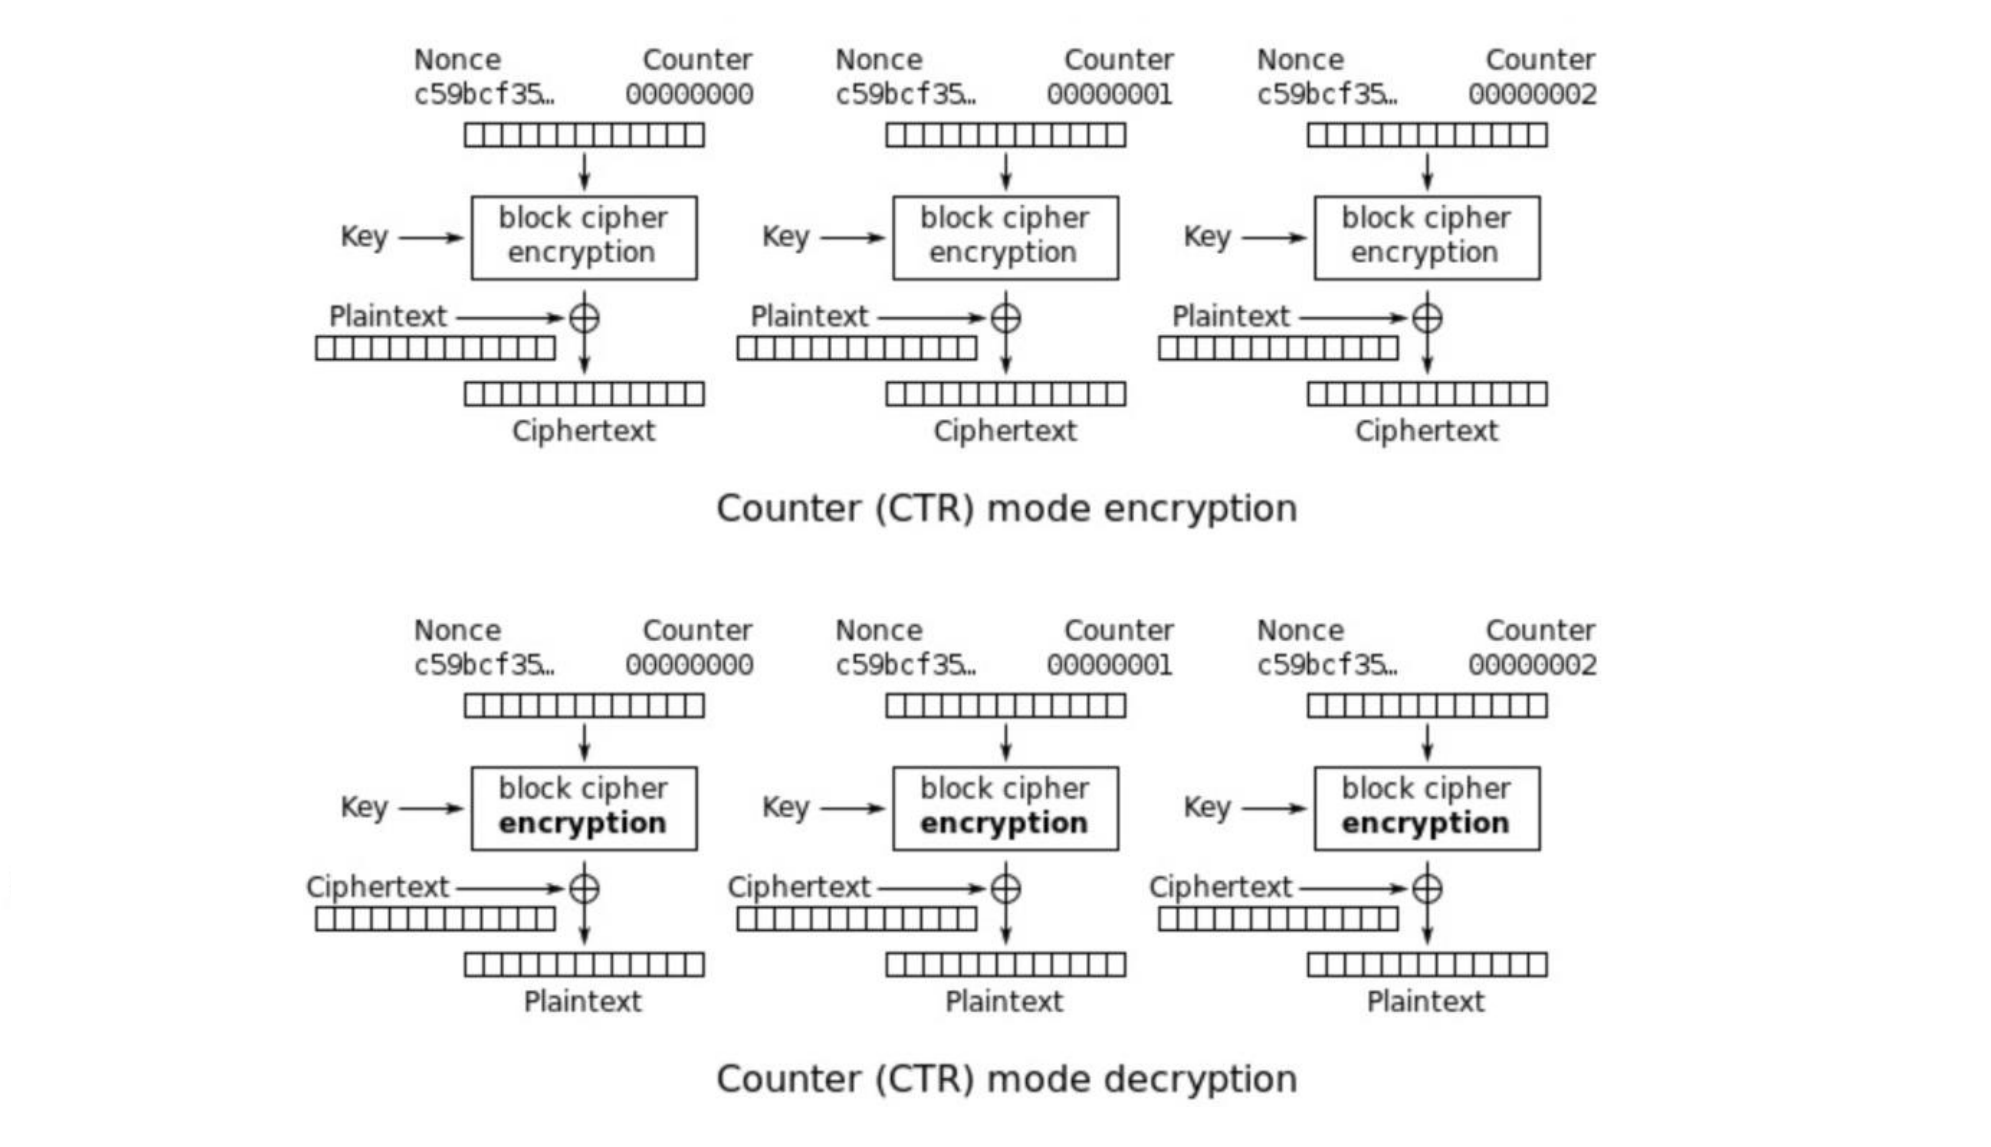 Nonce Counter Nonce Counter Nonce Counter
c59bcf35… 00000000 c59bcf35… 00000001 c59bcf35… 00000002
block cipher block cipher block cipher
Key Key Key
encryption encryption encryption
Plaintext Plaintext Plaintext
Ciphertext Ciphertext Ciphertext
Counter (CTR) mode encryption
Nonce Counter Nonce Counter Nonce Counter
c59bcf35… 00000000 c59bcf35… 00000001 c59bcf35… 00000002
block cipher block cipher block cipher
Key Key Key
encryption encryption encryption
Ciphertext Ciphertext Ciphertext
Plaintext Plaintext Plaintext
Counter (CTR) mode decryption